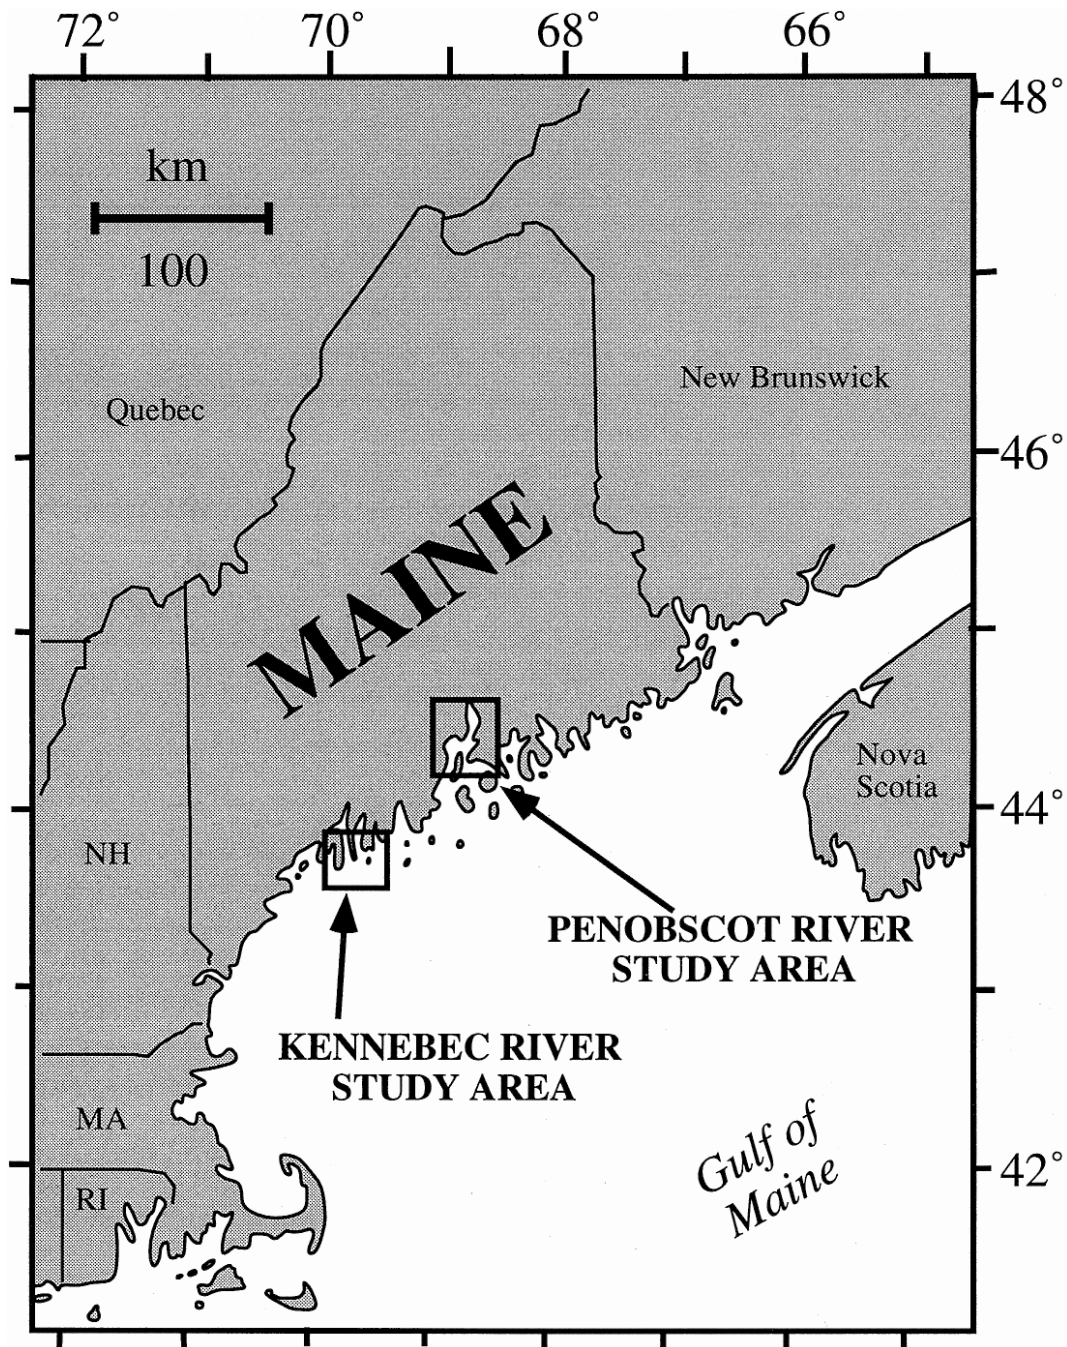 72° 70° 68° 66°
48°
km
100
New Brunswick
Quebec
46°
MAINE
Nova
Scotia
44°
NH
PENOBSCOT RIVER
STUDY AREA
KENNEBEC RIVER
STUDY AREA
MA
Gulf of
Maine
42°
RI